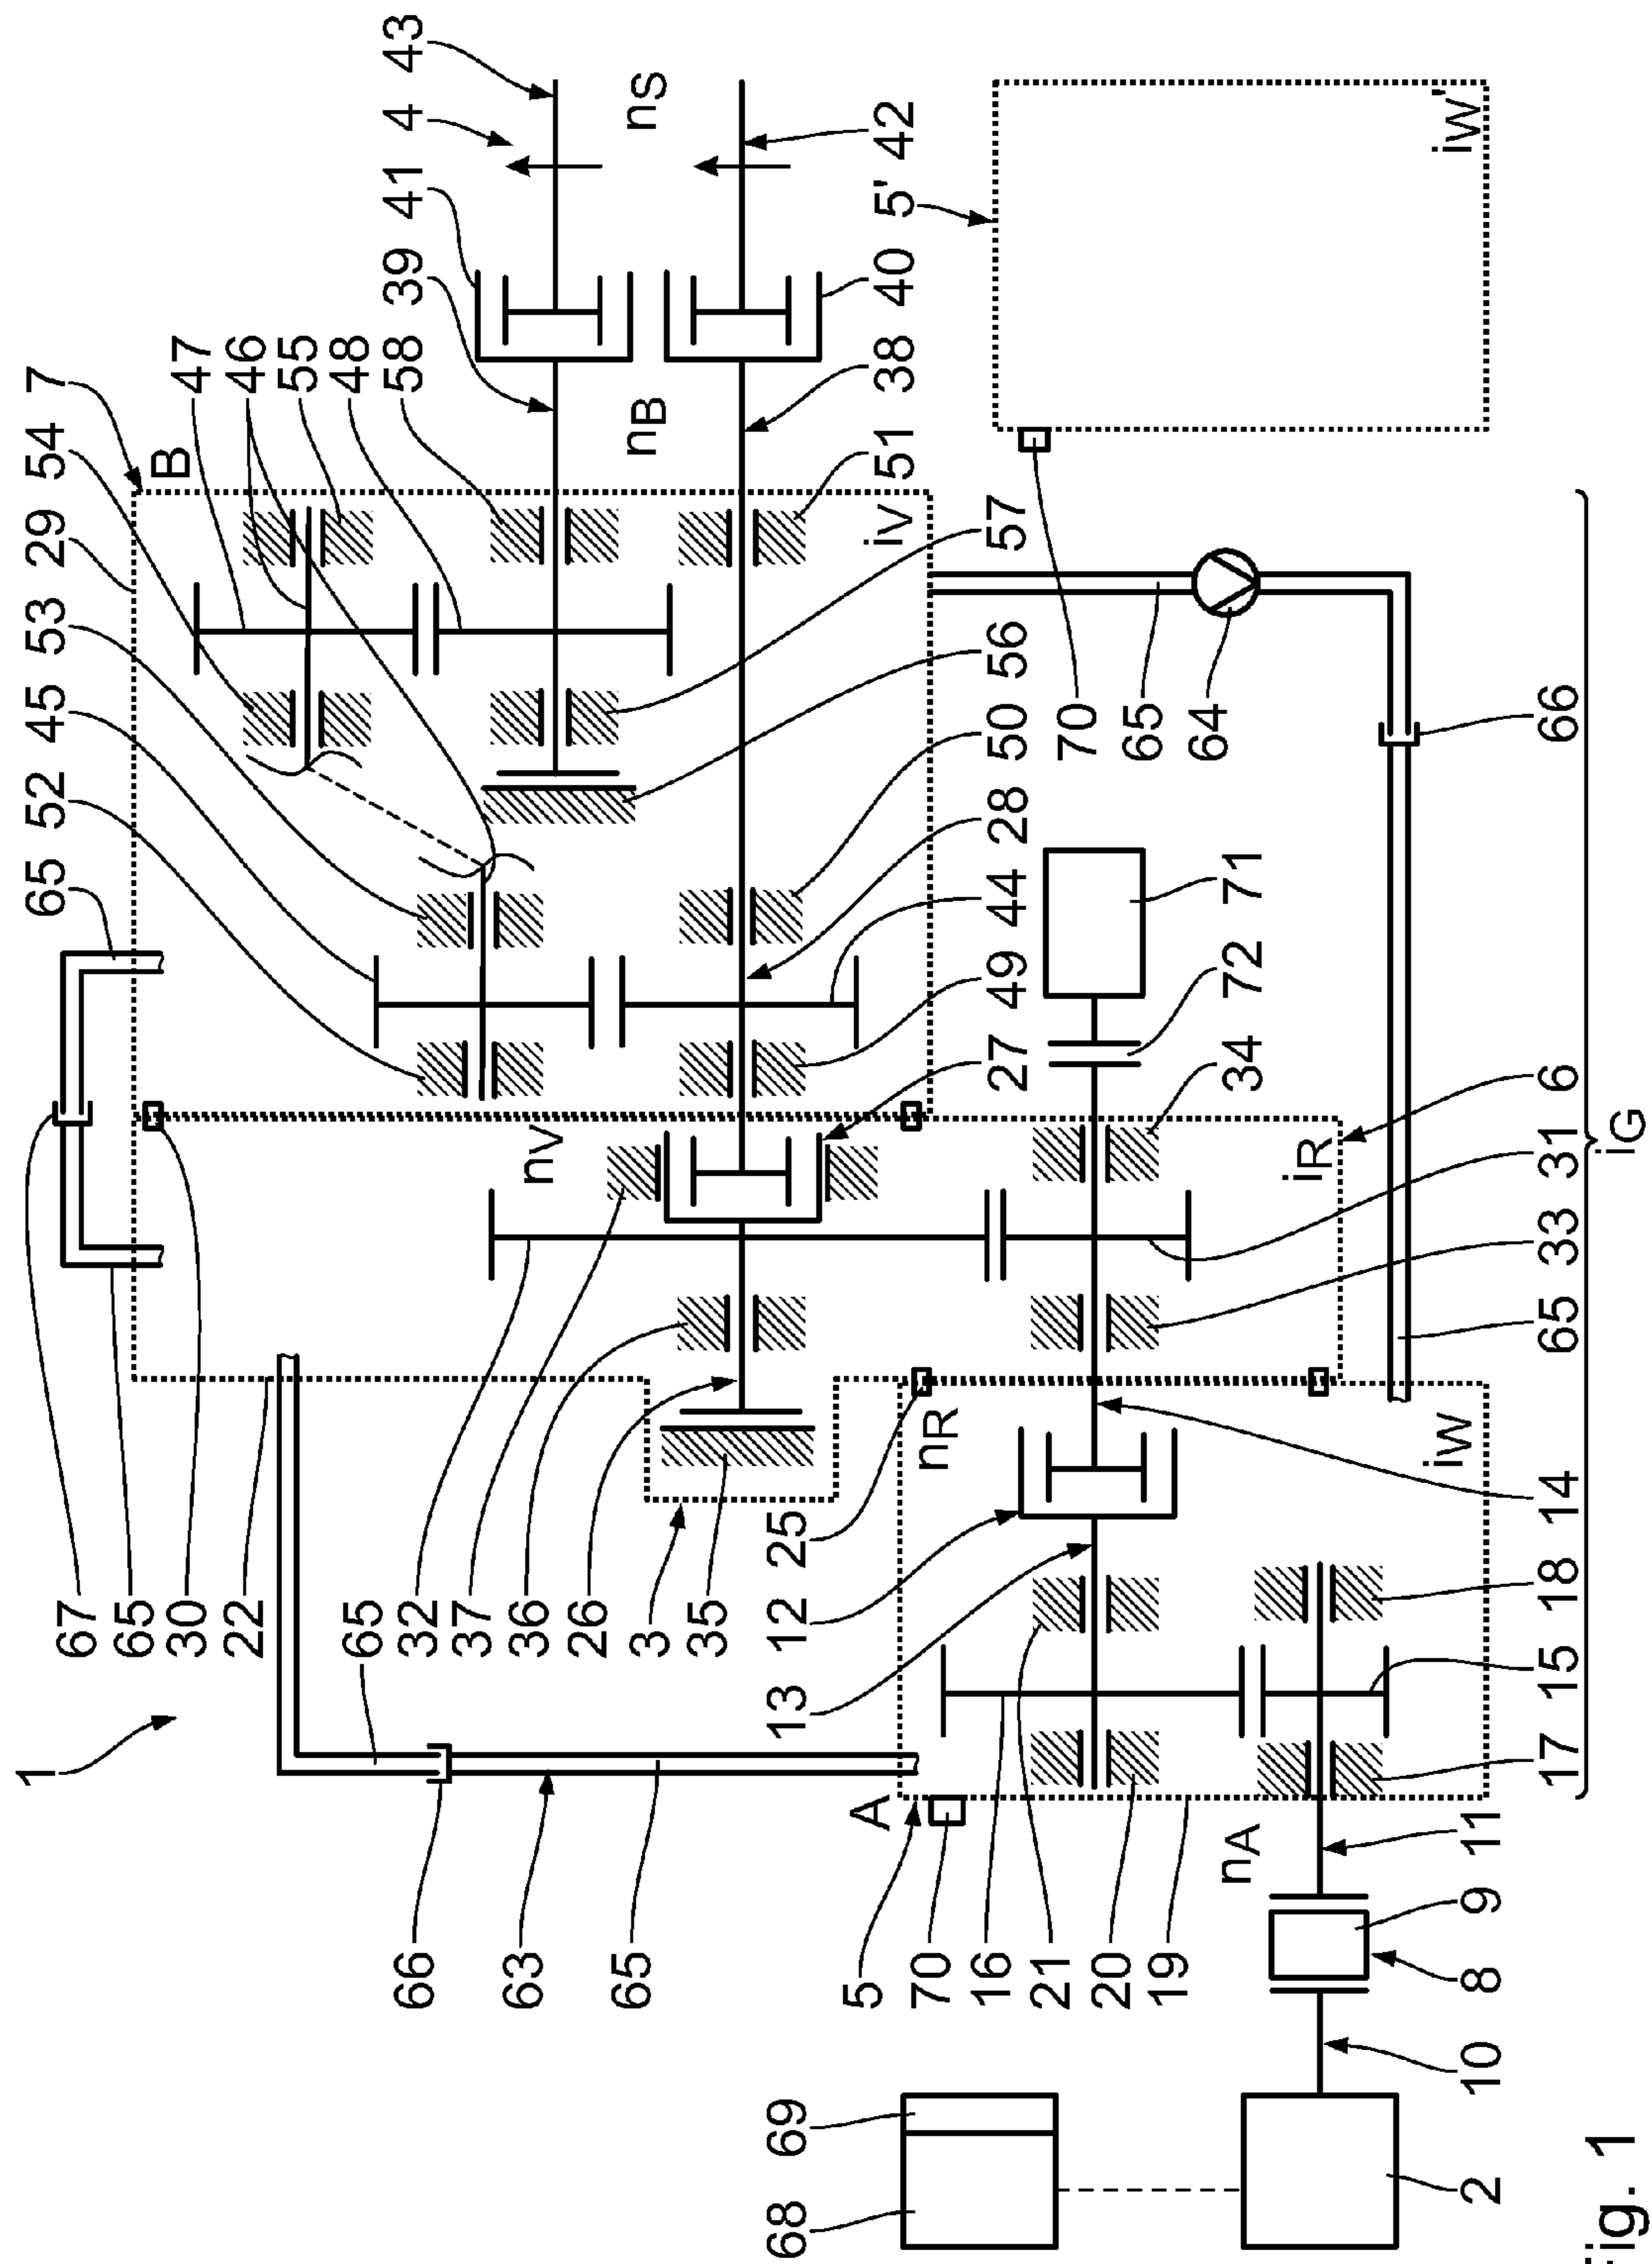 1 65 52 45 53 29 54 7
67
65
B
30 47
22 46
55
65 48
66 32 58 39 41 4 43
37
63 36
nV
26
65 3 nB nS
35
68 69 13 12 25
5 A iV
51 38 40 5' 42
70 nR
16
27 49 44 28 50 56 57
21
70
20
65
19
64
nA 34 72 71
iR
iW iW'
2 10 8 9 11
17 15 18 14 65 33 31 6 66
iG
Fig. 1